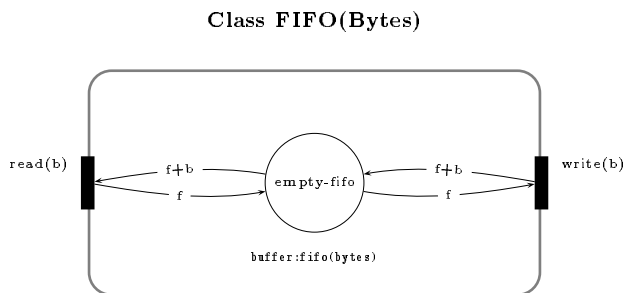 Class FIFO(Bytes)
read(b)
f+b
f+b
write(b)
empty-fifo
f
f
buffer:fifo(bytes)